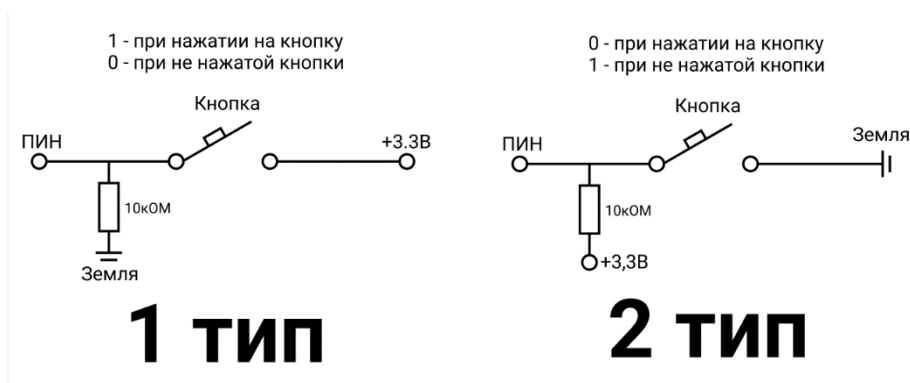 1 - при нажатии на кнопку
0 - при не нажатой кнопки
Кнопка
ПИН
+3.3В
10кОМ
Земля
1 тип
0 - при нажатии на кнопку
1 - при не нажатой кнопки
Кнопка
Земля
ПИН
10кОМ
+3,3В
2 тип